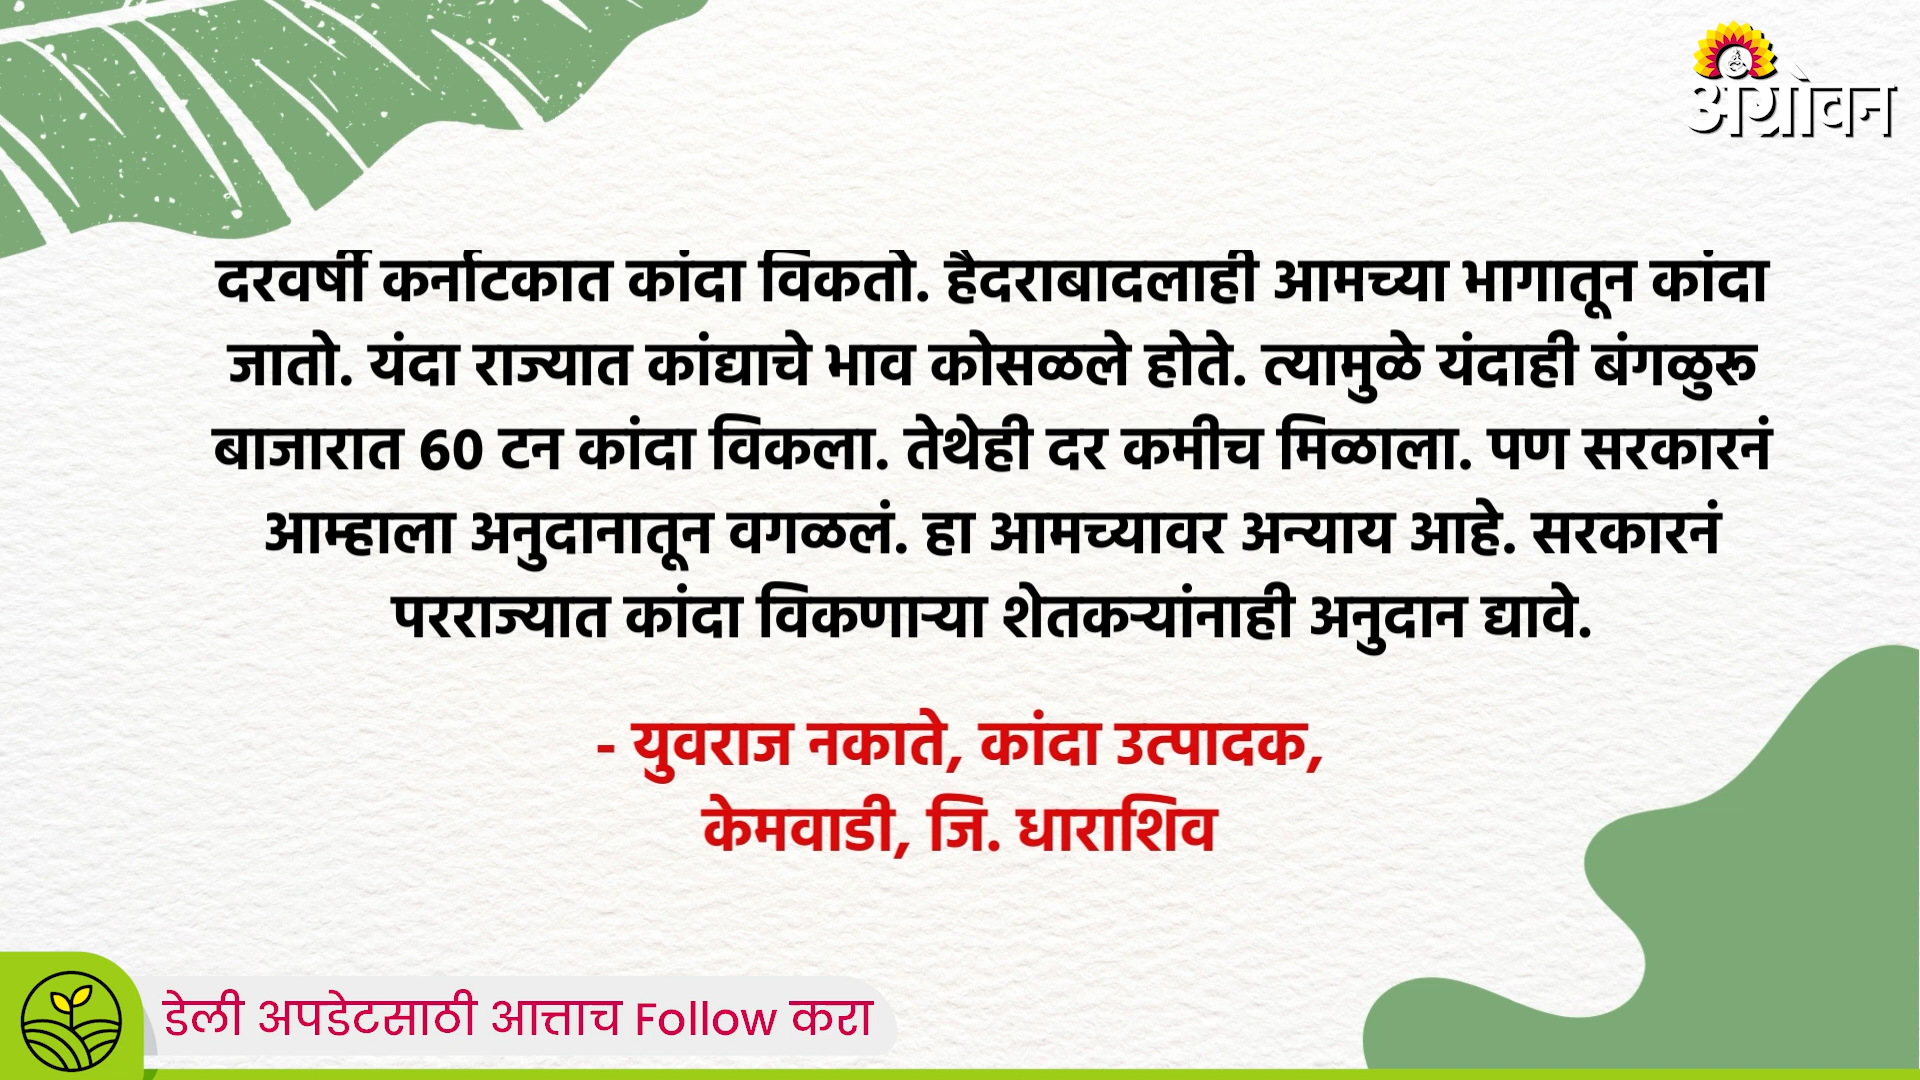 अॅग्रोवन
दरवर्षी कर्नाटकात कांदा विकतो. हैदराबादलाही आमच्या भागातून कांदा
जातो. यंदा राज्यात कांद्याचे भाव कोसळले होते. त्यामुळे यंदाही बंगळुरू
बाजारात 60 टन कांदा विकला. तेथेही दर कमीच मिळाला. पण सरकारनं
आम्हाला अनुदानातून वगळलं. हा आमच्यावर अन्याय आहे. सरकारनं
परराज्यात कांदा विकणाऱ्या शेतकऱ्यांनाही अनुदान द्यावे.
- युवराज नकाते, कांदा उत्पादक,
केमवाडी, जि. धाराशिव
डेली अपडेटसाठी आत्ताच Follow करा